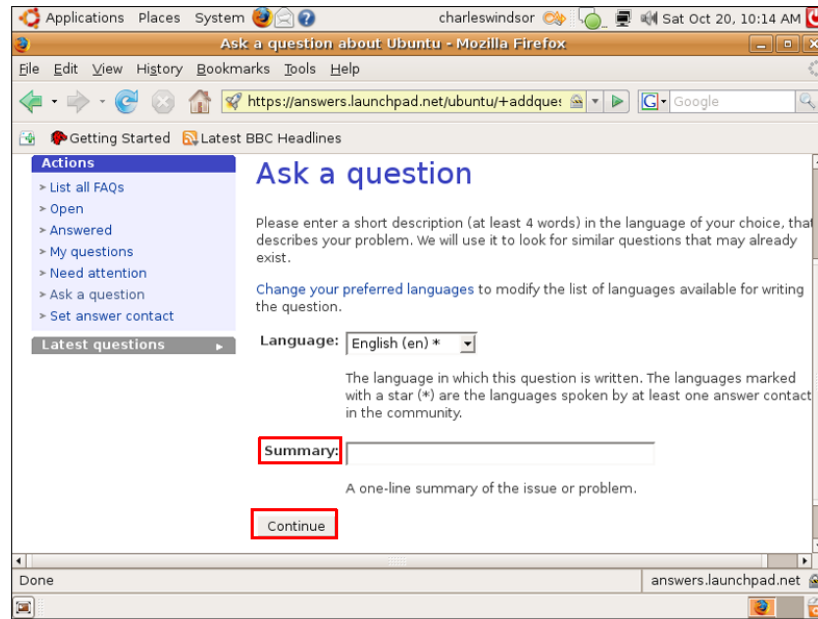 Applications Places System charleswindsor Sat Oct 20, 10:14 AM
Ask a question about Ubuntu - Mozilla Firefox
File Edit View History Bookmarks Tools Help
https://answers.launchpad.net/ubuntu/+addques G Google
Getting Started Latest BBC Headlines
Actions
List all FAQs
Open
Answered
My questions
Need attention
Ask a question
Set answer contact
Latest questions
Ask a question
Please enter a short description (at least 4 words) in the language of your choice, that
describes your problem. We will use it to look for similar questions that may already
exist.
Change your preferred languages to modify the list of languages available for writing
the question.
Language: English (en) *
The language in which this question is written. The languages marked
with a star (*) are the languages spoken by at least one answer contact
in the community.
Summary:
A one-line summary of the issue or problem.
Continue
Done answers.launchpad.net